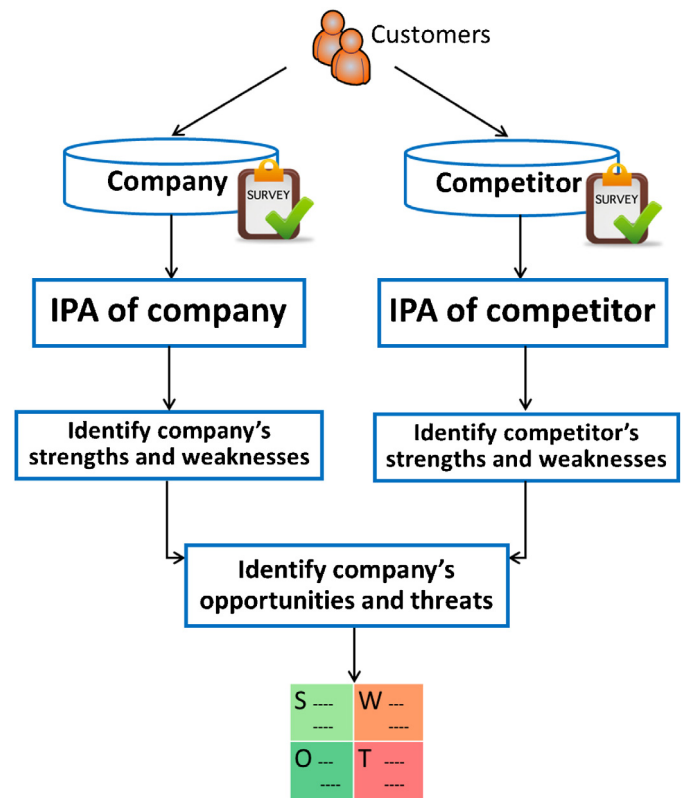 Customers
Company
SURVEY
Competitor
SURVEY
IPA of company
IPA of competitor
Identify company's
strengths and weaknesses
Identify competitor's
strengths and weaknesses
Identify company's
opportunities and threats
S ---- W ---
---- ----
O --- T ----
---- ----